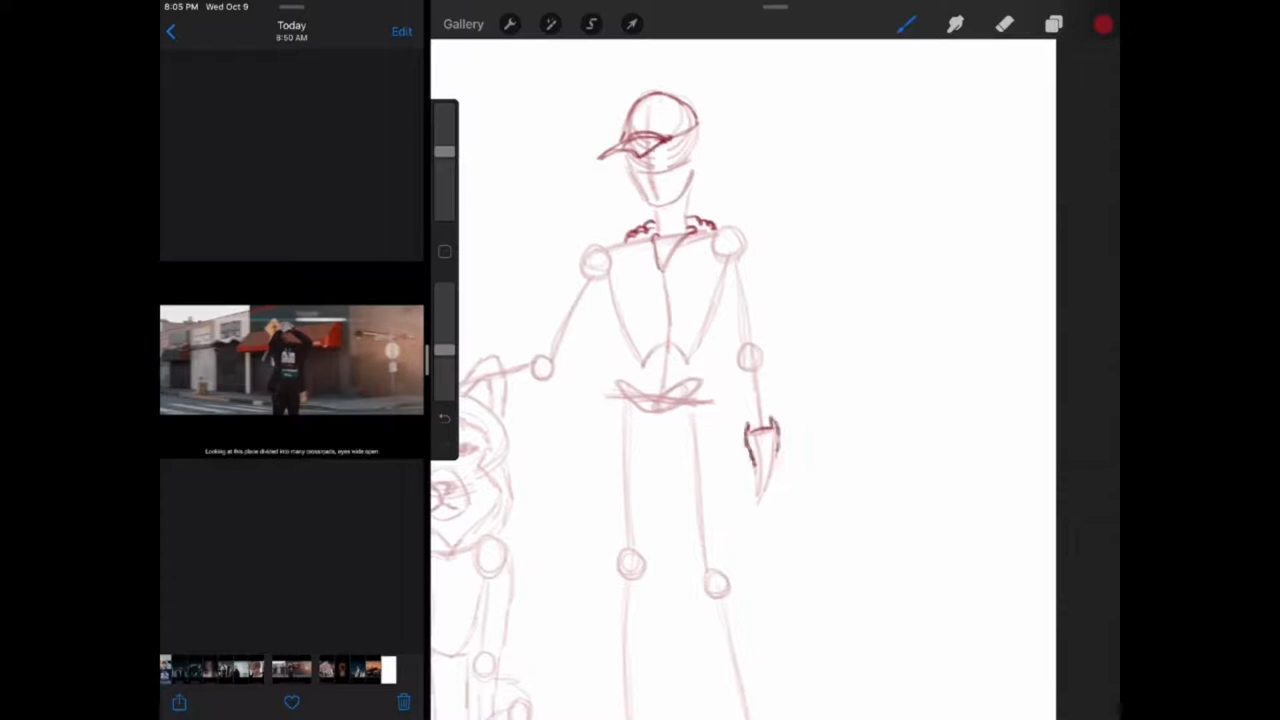 8:05 PM Wed Oct 9
Today
8:50 AM
Edit
Gallery
Looking at this place divided into many crossroads, eyes wide open